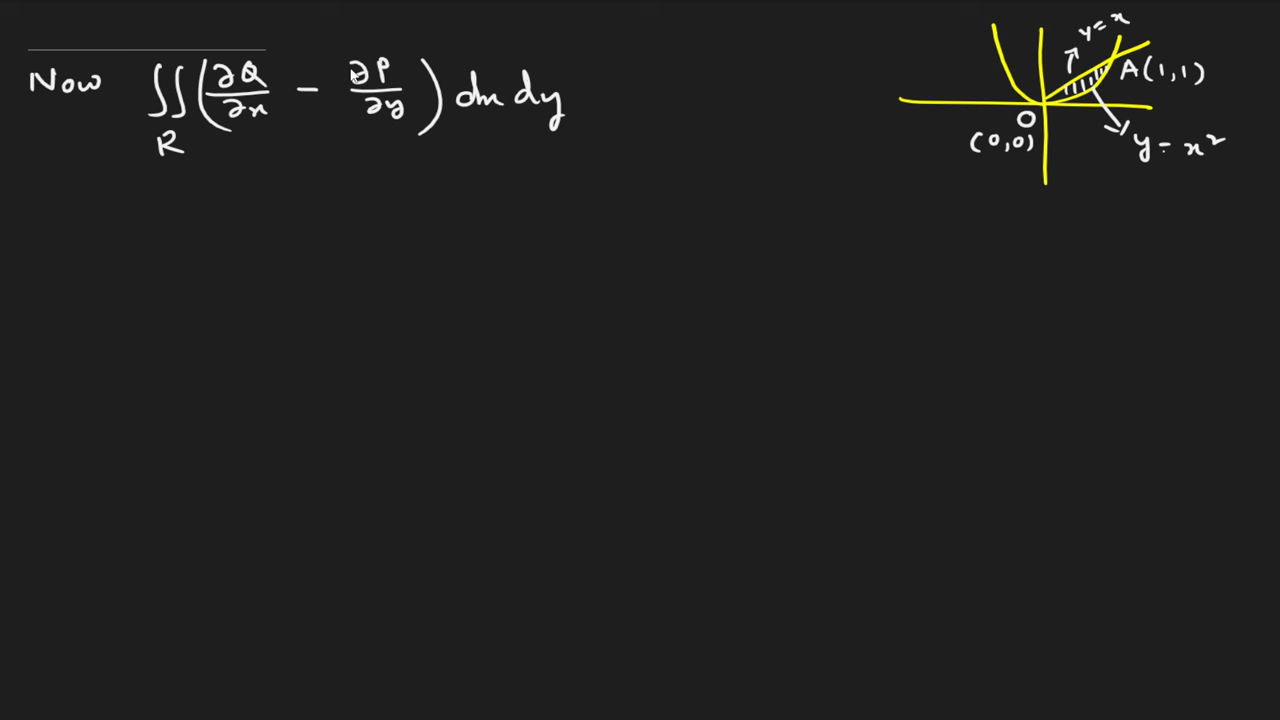 Now ∬_R (∂Q/∂x − ∂P/∂y) dx dy
y = x
A(1,1)
O
(0,0)
y = x²